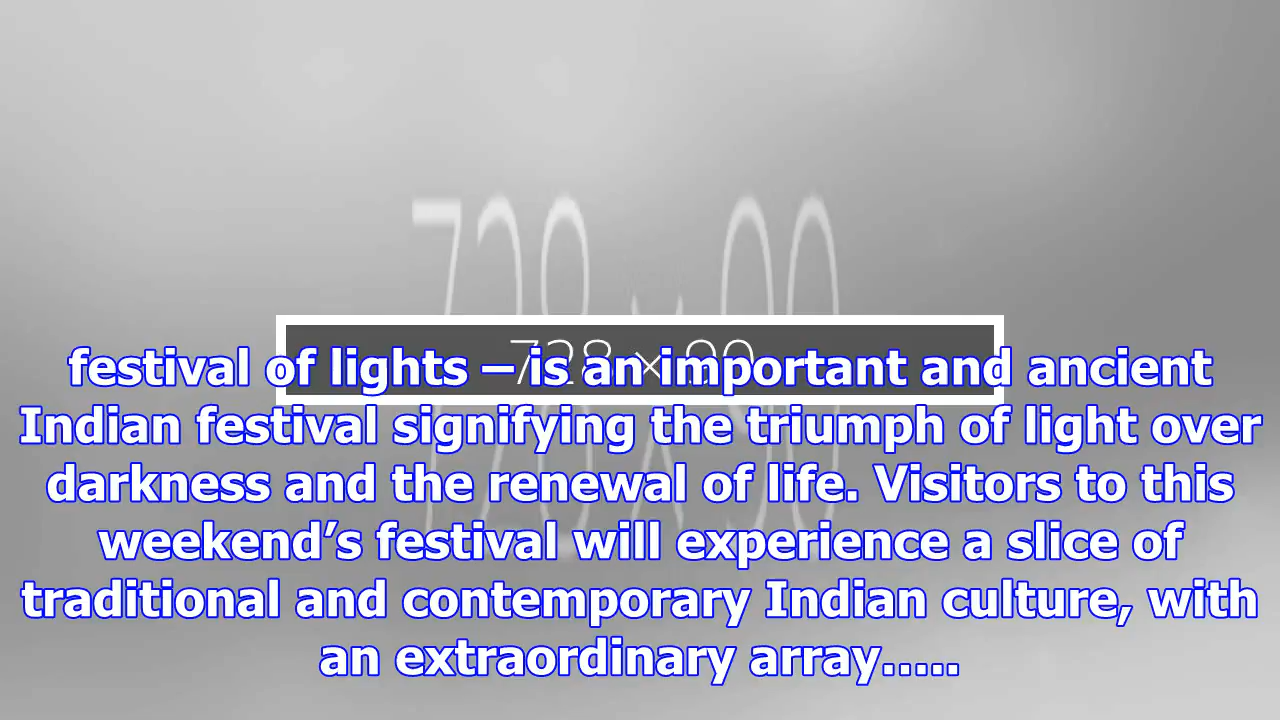 728 × 90
728 × 90
festival of lights – is an important and ancient
Indian festival signifying the triumph of light over
darkness and the renewal of life. Visitors to this
weekend’s festival will experience a slice of
traditional and contemporary Indian culture, with
an extraordinary array.....